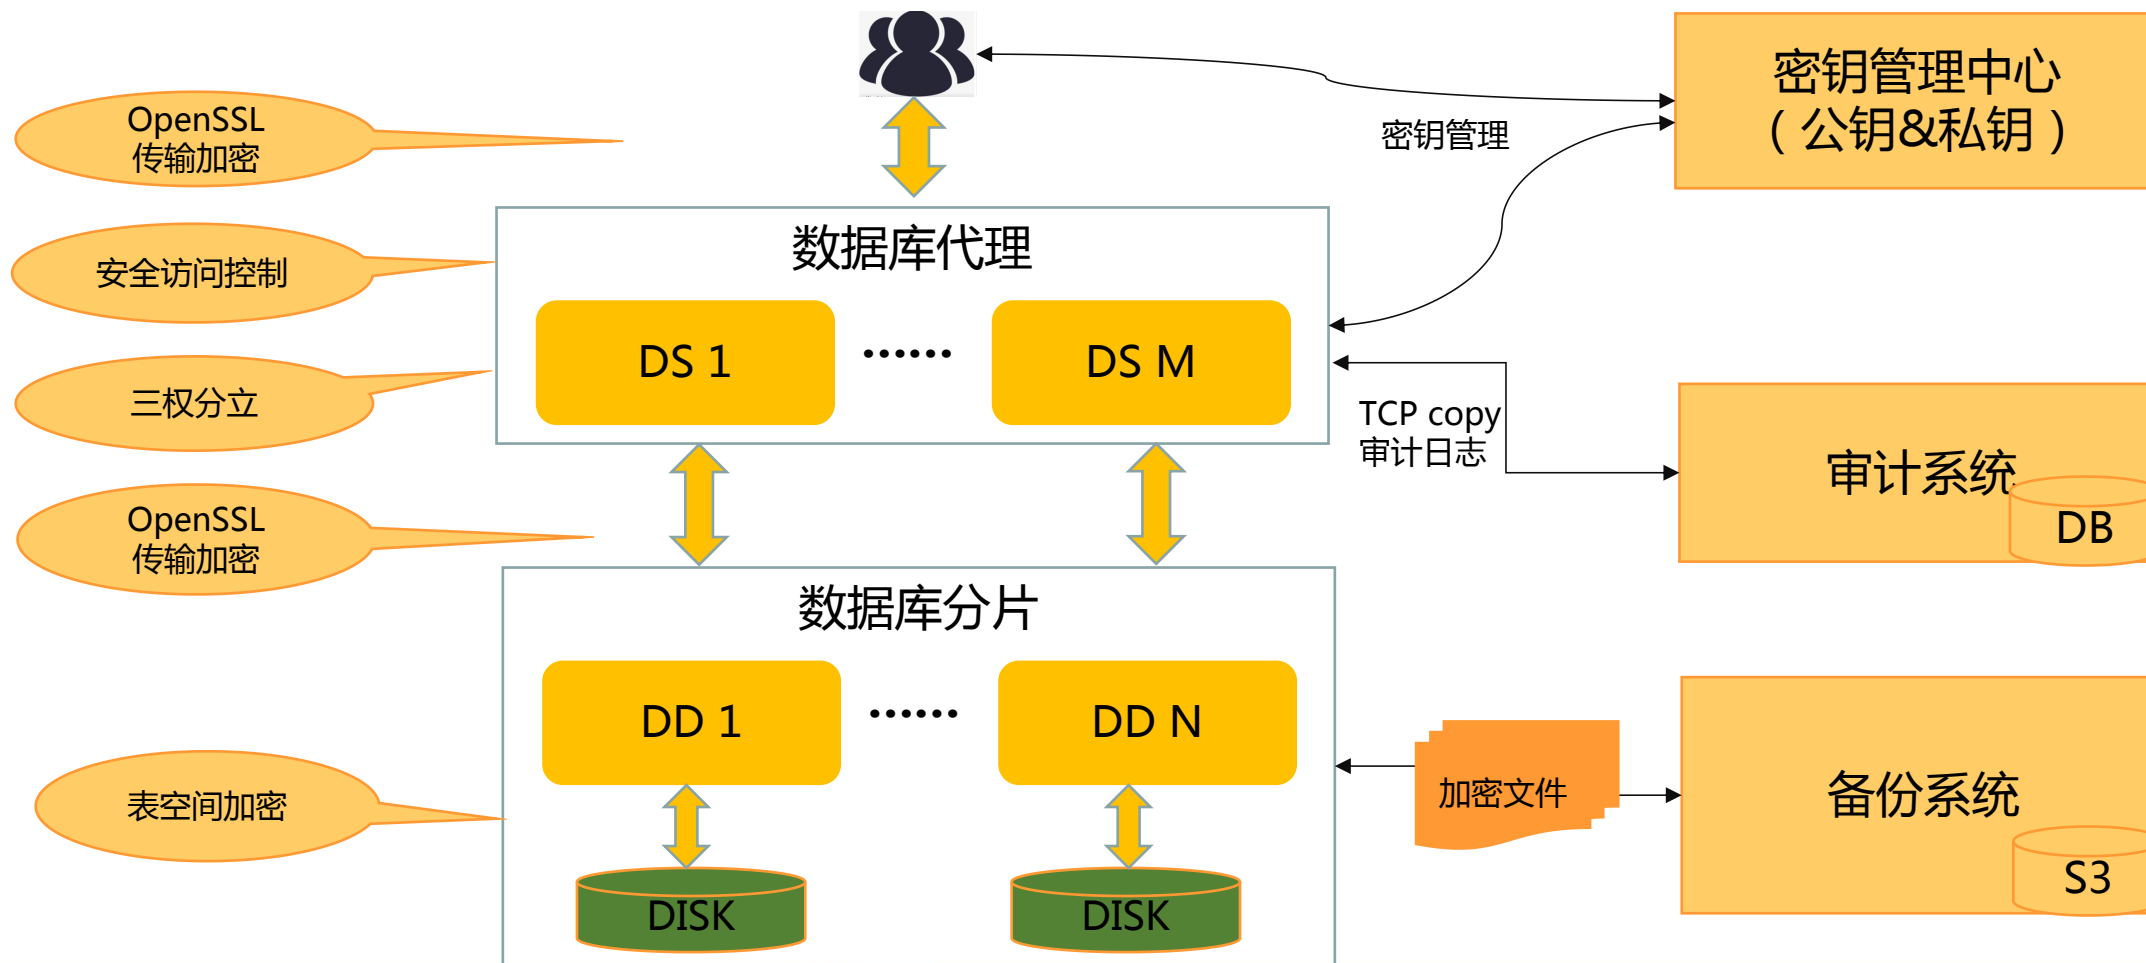 密钥管理中心
（公钥&私钥）
OpenSSL
传输加密
密钥管理
数据库代理
安全访问控制
DS 1
......
DS M
三权分立
TCP copy
审计日志
审计系统
DB
OpenSSL
传输加密
数据库分片
DD 1
......
DD N
表空间加密
加密文件
备份系统
S3
DISK
DISK